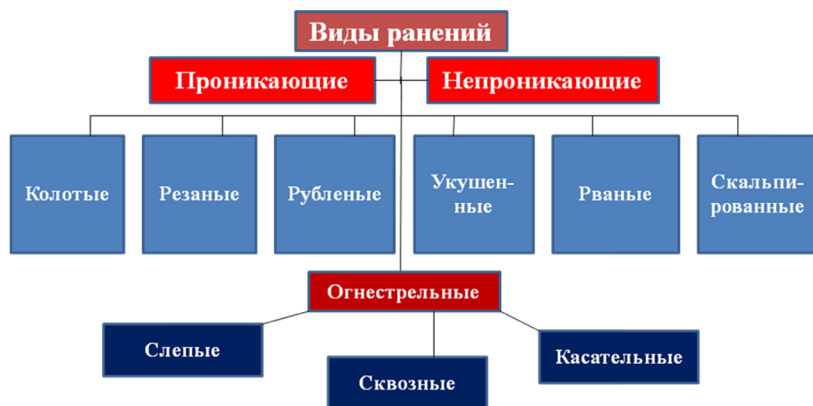 Виды ранений
Проникающие
Непроникающие
Колотые
Резаные
Рубленые
Укушен-
ные
Рваные
Скальпи-
рованные
Огнестрельные
Слепые
Сквозные
Касательные